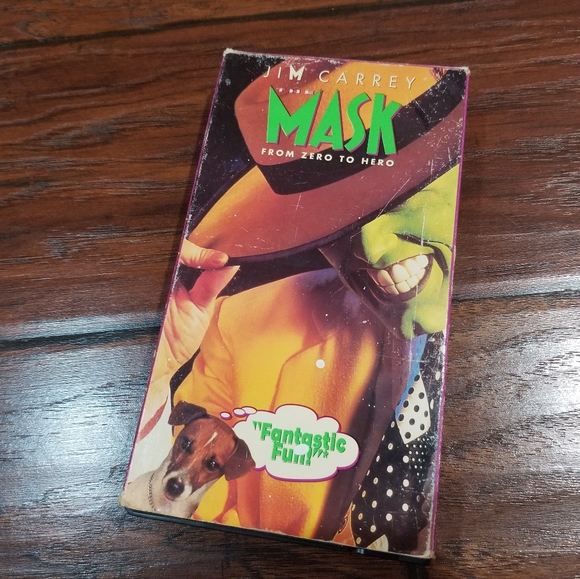 JIM CARREY
MASK
FROM ZERO TO HERO
"Fantastic
Fun!"